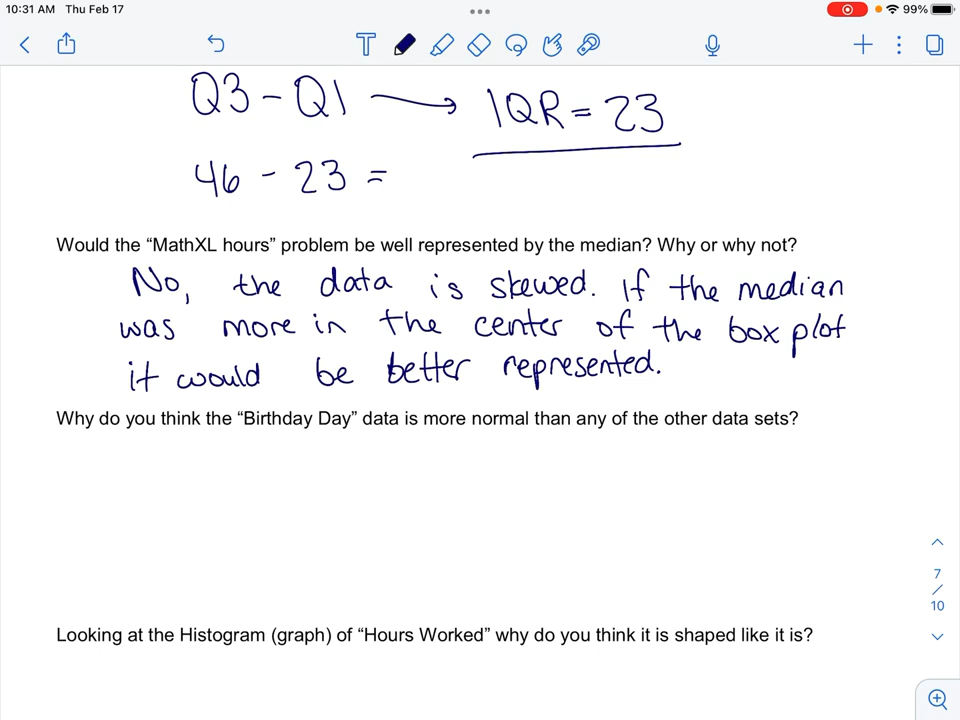 10:31 AM Thu Feb 17
99%
T
Q3 - Q1 → IQR = 23
46 - 23 =
Would the “MathXL hours” problem be well represented by the median? Why or why not?
No, the data is skewed. If the median
was more in the center of the box plot
it would be better represented.
Why do you think the “Birthday Day” data is more normal than any of the other data sets?
7
/
10
Looking at the Histogram (graph) of “Hours Worked” why do you think it is shaped like it is?